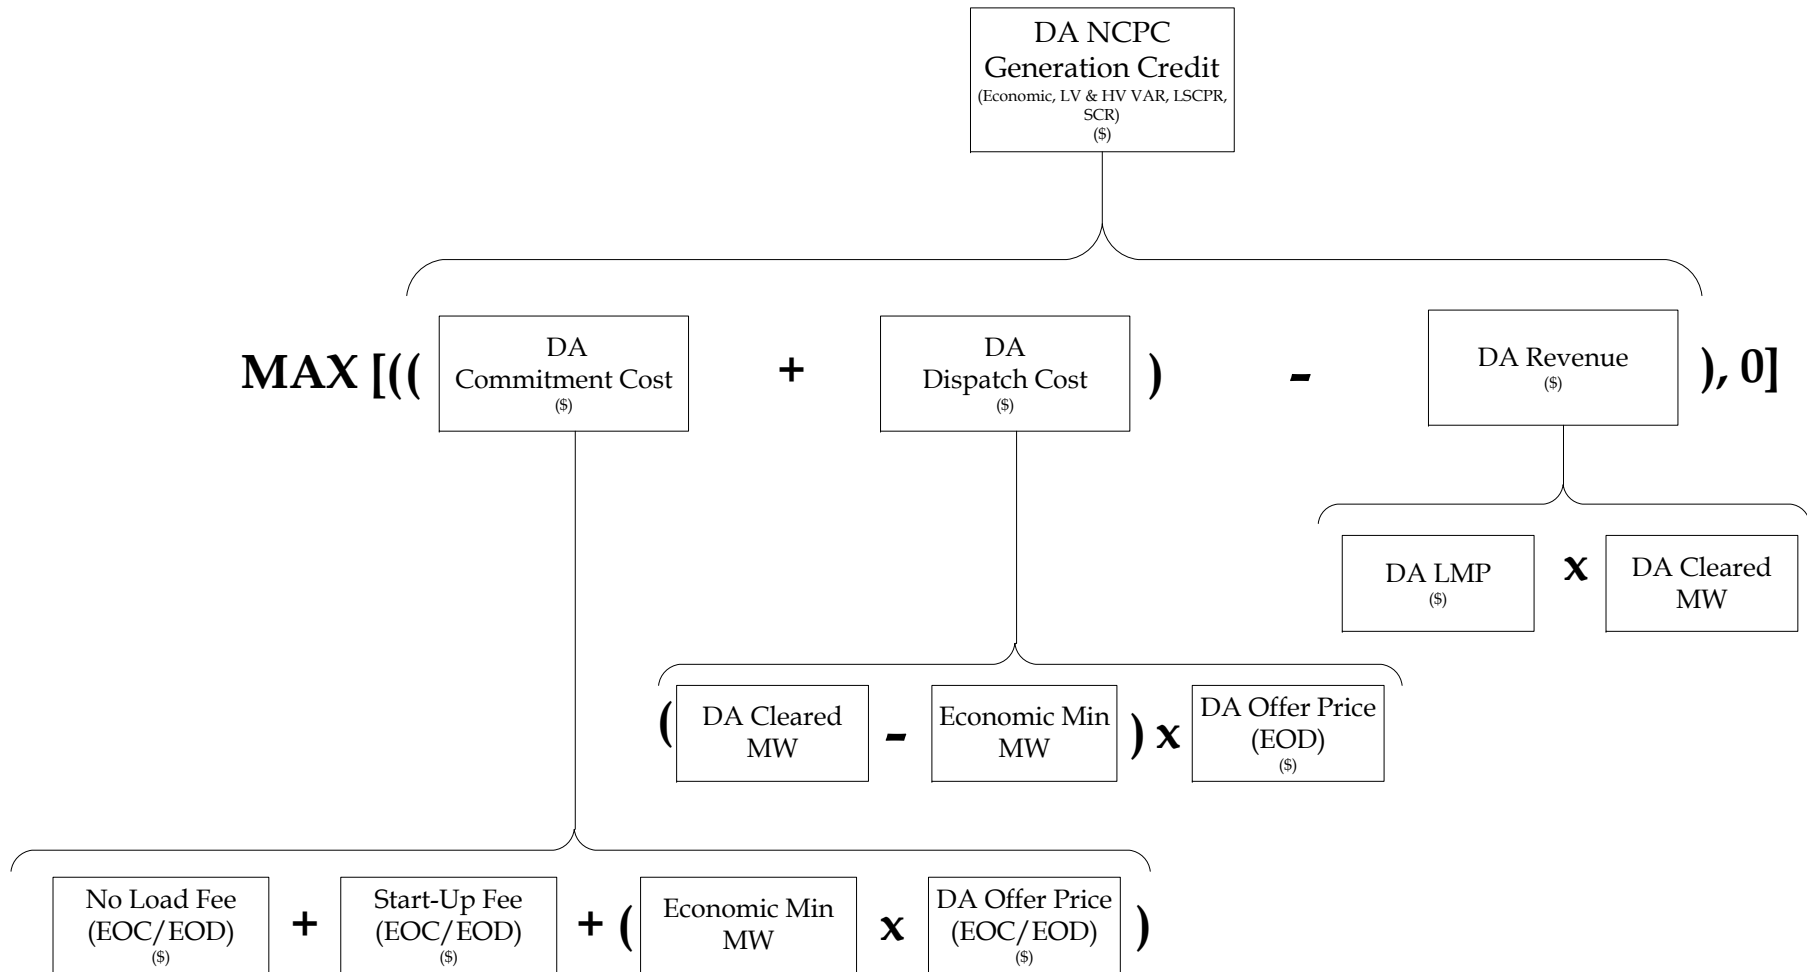 DA NCPC
Generation Credit
(Economic, LV & HV VAR, LSCPR,
SCR)
($)
MAX [((
DA
Commitment Cost
($)
+
DA
Dispatch Cost
($)
)
-
DA Revenue
($)
), 0]
DA LMP
($)
x
DA Cleared
MW
(
DA Cleared
MW
-
Economic Min
MW
) x
DA Offer Price
(EOD)
($)
No Load Fee
(EOC/EOD)
($)
+
Start-Up Fee
(EOC/EOD)
($)
+ (
Economic Min
MW
x
DA Offer Price
(EOC/EOD)
($)
)